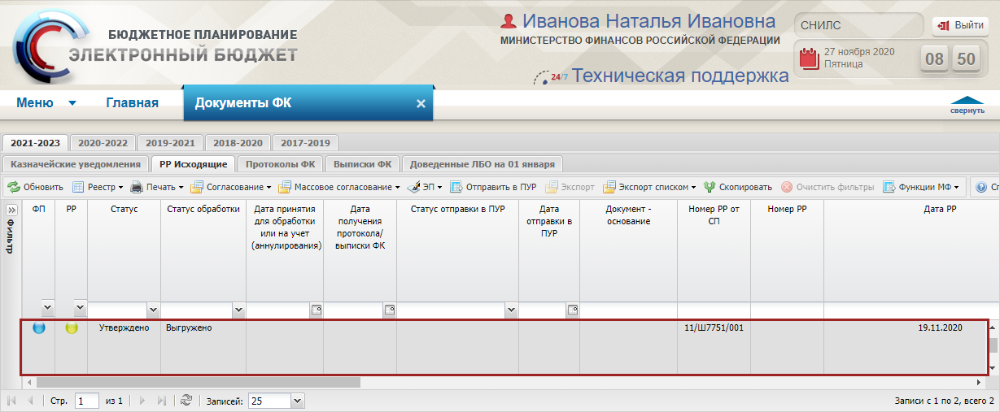 Иванова Наталья Ивановна
МИНИСТЕРСТВО ФИНАНСОВ РОССИЙСКОЙ ФЕДЕРАЦИИ
СНИЛС
Выйти
БЮДЖЕТНОЕ ПЛАНИРОВАНИЕ
ЭЛЕКТРОННЫЙ БЮДЖЕТ
27 ноября 2020
Пятница
08 50
24/7 Техническая поддержка
Меню Главная Документы ФК
свернуть
2021-2023 2020-2022 2019-2021 2018-2020 2017-2019
Казначейские уведомления РР Исходящие Протоколы ФК Выписки ФК Доведенные ЛБО на 01 января
Обновить Реестр Печать Согласование Массовое согласование ЭП Отправить в ПУР Экспорт Экспорт списком Скопировать Очистить фильтры Функции МФ
Фильтр
ФП
РР
Статус
Статус обработки
Дата принятия
для обработки
или на учет
(аннулирования)
Дата
получения
протокола/
выписки ФК
Статус отправки в ПУР
Дата
отправки в
ПУР
Документ -
основание
Номер РР от
СП
Номер РР
Дата РР
Утверждено Выгружено 11/Ш7751/001 19.11.2020
Стр. 1 из 1 Записей: 25 Записи с 1 по 2, всего 2